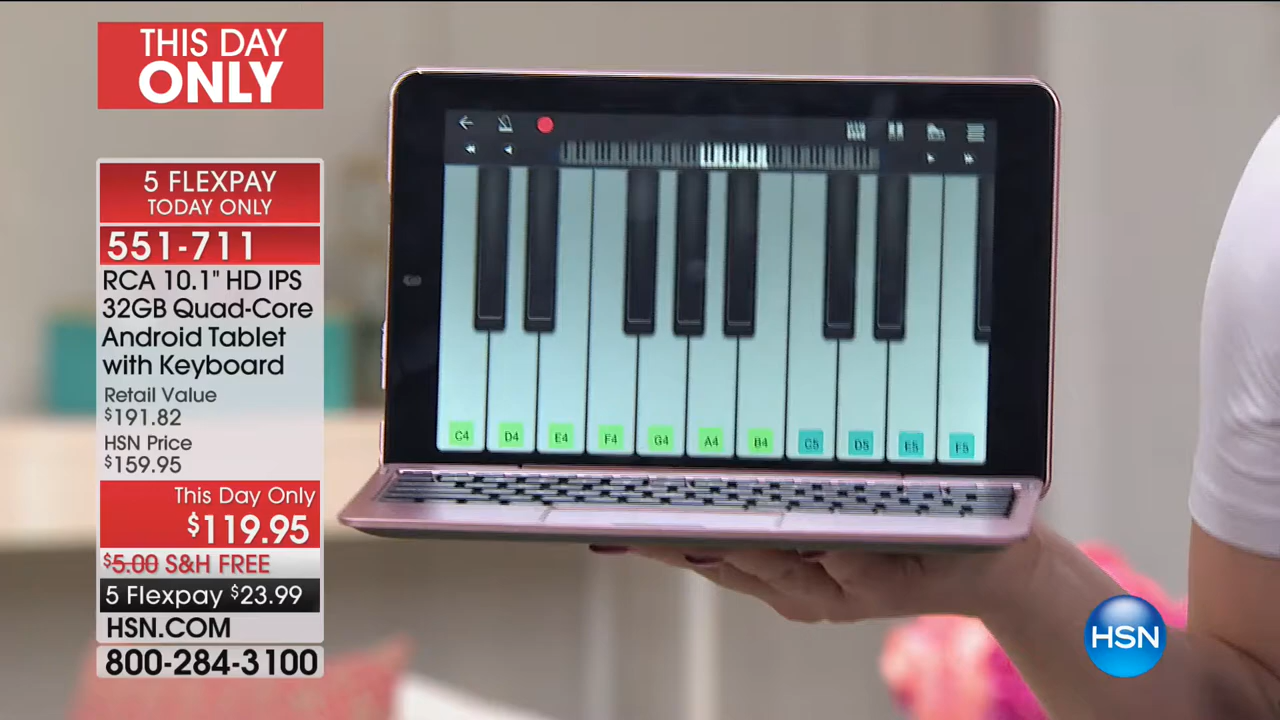 THIS DAY
ONLY
5 FLEXPAY
TODAY ONLY
551-711
RCA 10.1" HD IPS
32GB Quad-Core
Android Tablet
with Keyboard
Retail Value
$191.82
HSN Price
$159.95
This Day Only
$119.95
$5.00 S&H FREE
5 Flexpay $23.99
HSN.COM
800-284-3100
C4 D4 E4 F4 G4 A4 B4 C5 D5 E5 F5
HSN